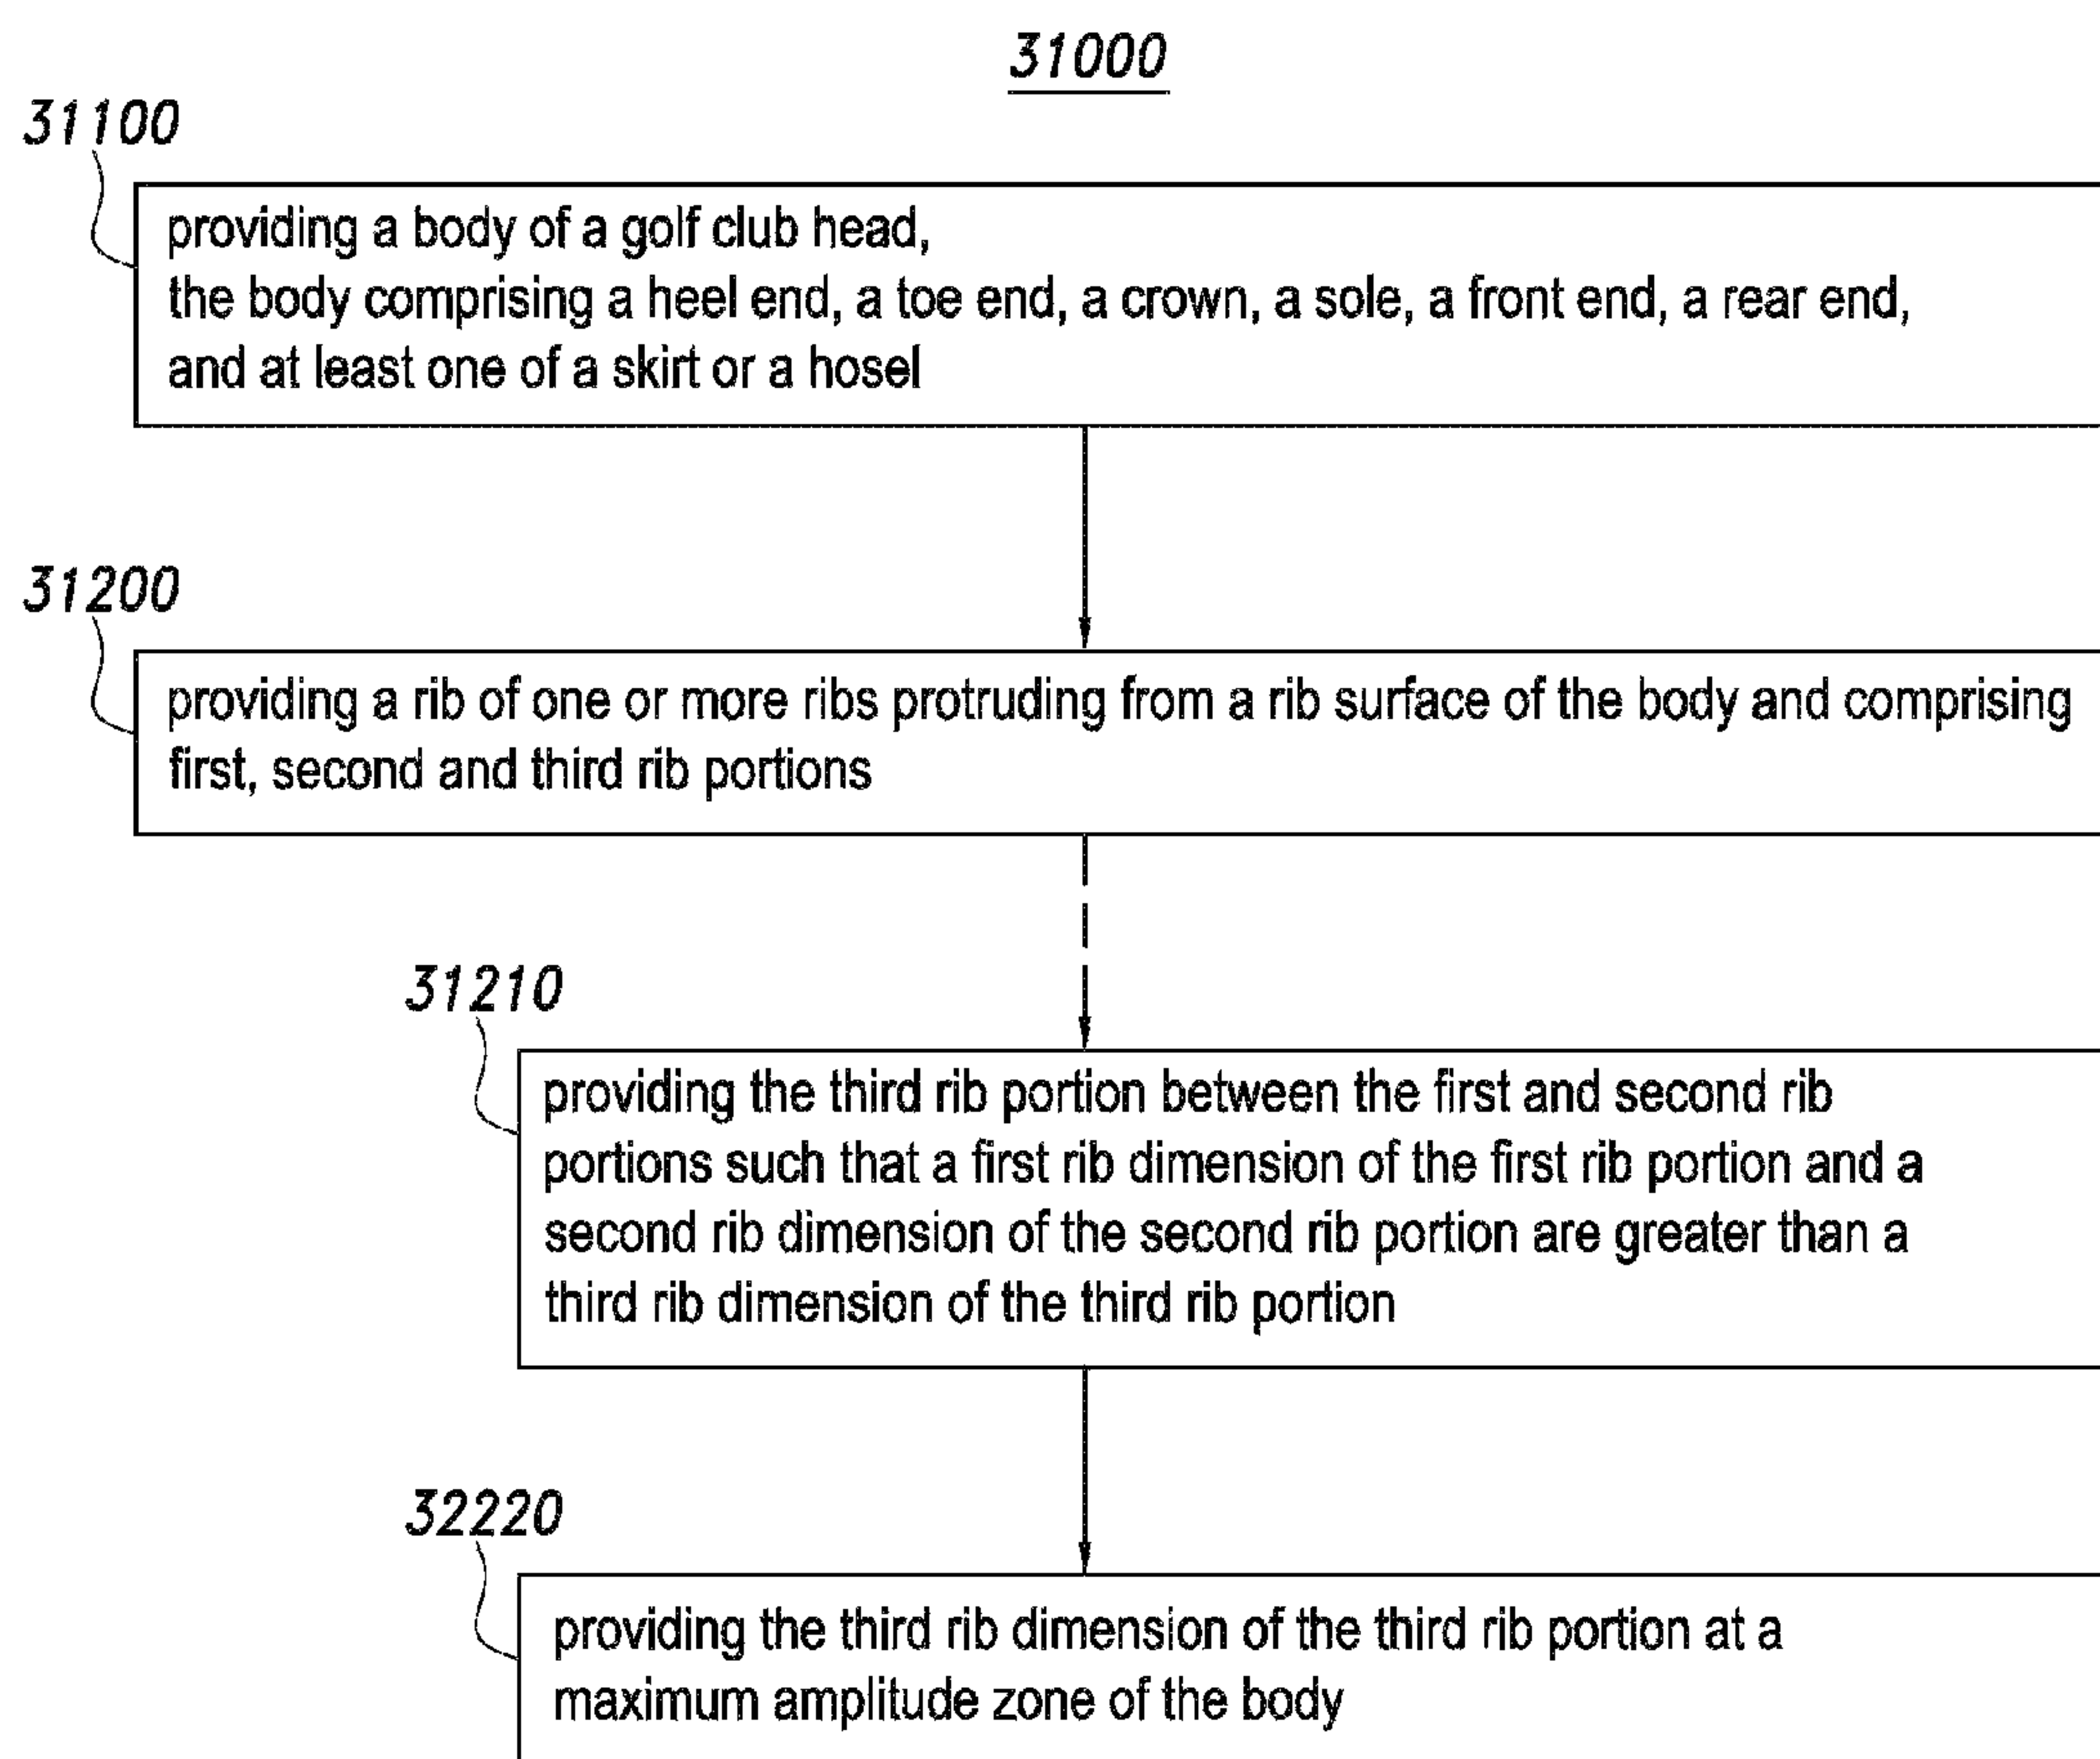 31000
31100
providing a body of a golf club head,
the body comprising a heel end, a toe end, a crown, a sole, a front end, a rear end,
and at least one of a skirt or a hosel
31200
providing a rib of one or more ribs protruding from a rib surface of the body and comprising
first, second and third rib portions
31210
providing the third rib portion between the first and second rib
portions such that a first rib dimension of the first rib portion and a
second rib dimension of the second rib portion are greater than a
third rib dimension of the third rib portion
32220
providing the third rib dimension of the third rib portion at a
maximum amplitude zone of the body